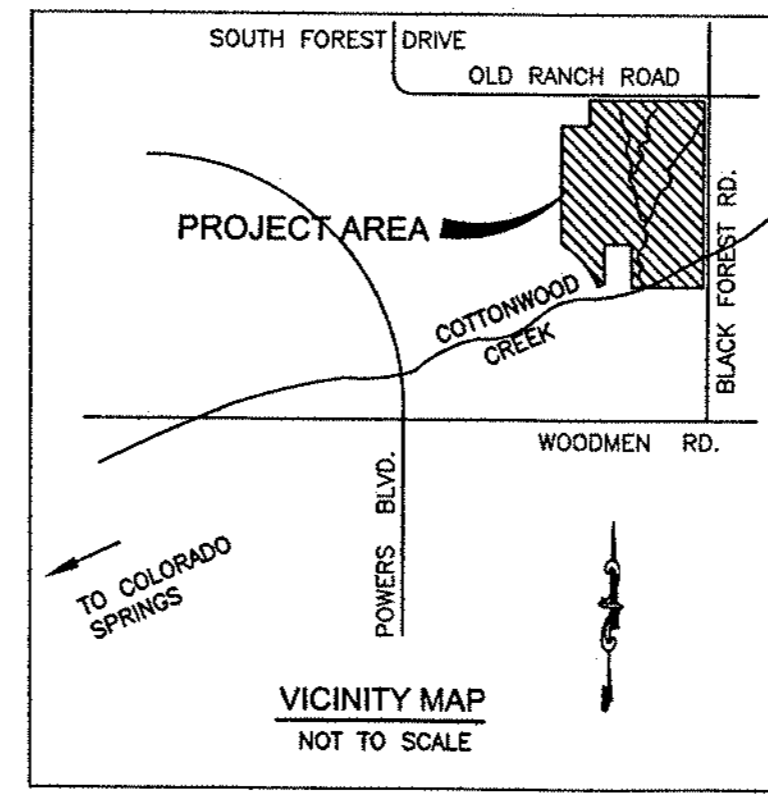 SOUTH FOREST DRIVE
OLD RANCH ROAD
PROJECT AREA
BLACK FOREST RD.
COTTONWOOD
CREEK
WOODMEN RD.
POWERS BLVD.
TO COLORADO
SPRINGS
VICINITY MAP
NOT TO SCALE